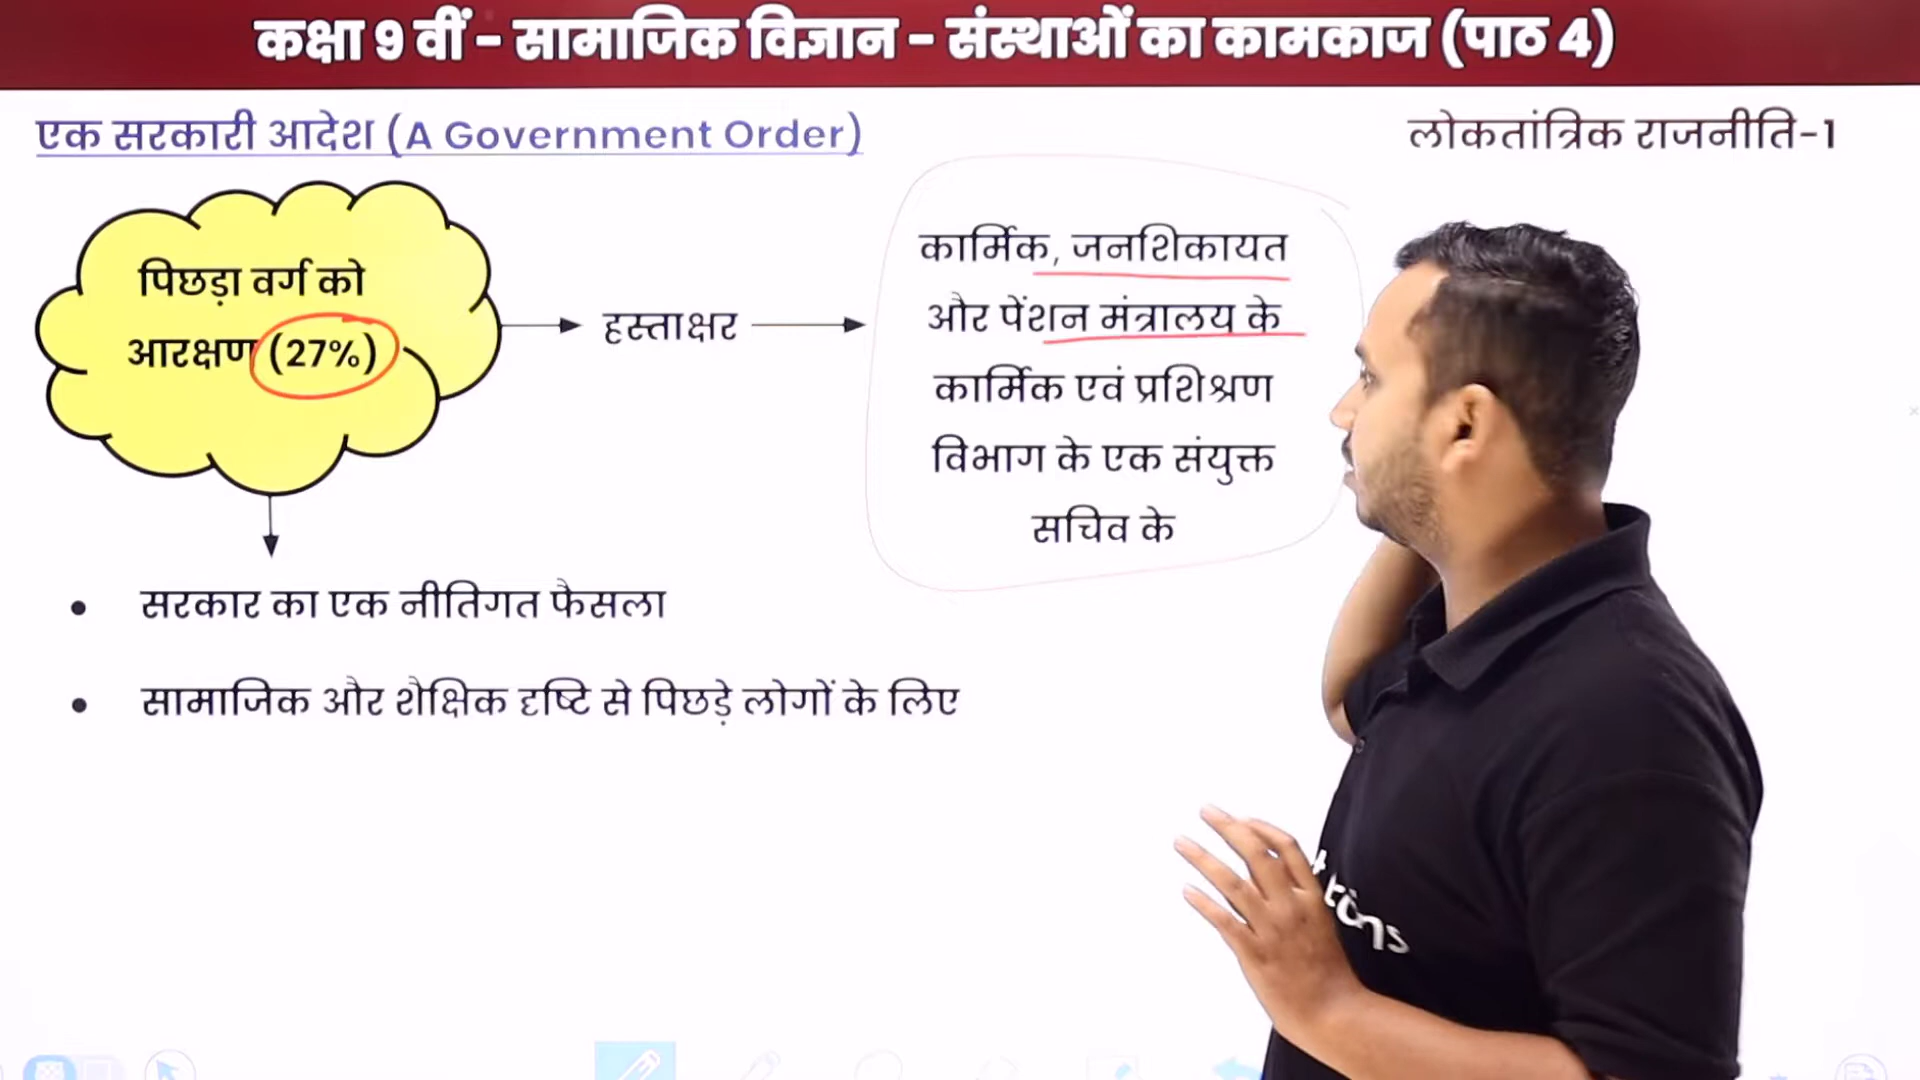 कक्षा 9 वीं - सामाजिक विज्ञान - संस्थाओं का कामकाज (पाठ 4)
एक सरकारी आदेश (A Government Order)
लोकतांत्रिक राजनीति-1
पिछड़ा वर्ग को
आरक्षण (27%)
हस्ताक्षर
कार्मिक, जनशिकायत
और पेंशन मंत्रालय के
कार्मिक एवं प्रशिश्रण
विभाग के एक संयुक्त
सचिव के
• सरकार का एक नीतिगत फैसला
• सामाजिक और शैक्षिक दृष्टि से पिछड़े लोगों के लिए